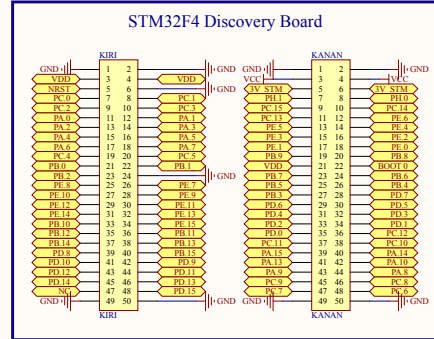 STM32F4 Discovery Board
KIRI
GND 1 2 GND
VDD 3 4 VDD
NRST 5 6 GND
PC.0 7 8 PC.1
PC.2 9 10 PC.3
PA.0 11 12 PA.1
PA.2 13 14 PA.3
PA.4 15 16 PA.5
PA.6 17 18 PA.7
PC.4 19 20 PC.5
PB.0 21 22 PB.1
PB.2 23 24 GND
PE.8 25 26 PE.7
PE.10 27 28 PE.9
PE.12 29 30 PE.11
PE.14 31 32 PE.13
PB.10 33 34 PE.15
PB.12 35 36 PB.11
PB.14 37 38 PB.13
PD.8 39 40 PB.15
PD.10 41 42 PD.9
PD.12 43 44 PD.11
PD.14 45 46 PD.13
NC 47 48 PD.15
GND 49 50 GND
KIRI
KANAN
GND 1 2 GND
VCC 3 4 VCC
3V_STM 5 6 3V_STM
PH.1 7 8 PH.0
PC.15 9 10 PC.14
PC.13 11 12 PE.6
PE.5 13 14 PE.4
PE.3 15 16 PE.2
PE.1 17 18 PE.0
PB.9 19 20 PB.8
VDD 21 22 BOOT0
PB.7 23 24 PB.6
PB.5 25 26 PB.4
PB.3 27 28 PD.7
PD.6 29 30 PD.5
PD.4 31 32 PD.3
PD.2 33 34 PD.1
PD.0 35 36 PC.12
PC.11 37 38 PC.10
PA.15 39 40 PA.14
PA.13 41 42 PA.10
PA.9 43 44 PA.8
PC.9 45 46 PC.8
PC.7 47 48 PC.6
GND 49 50 GND
KANAN